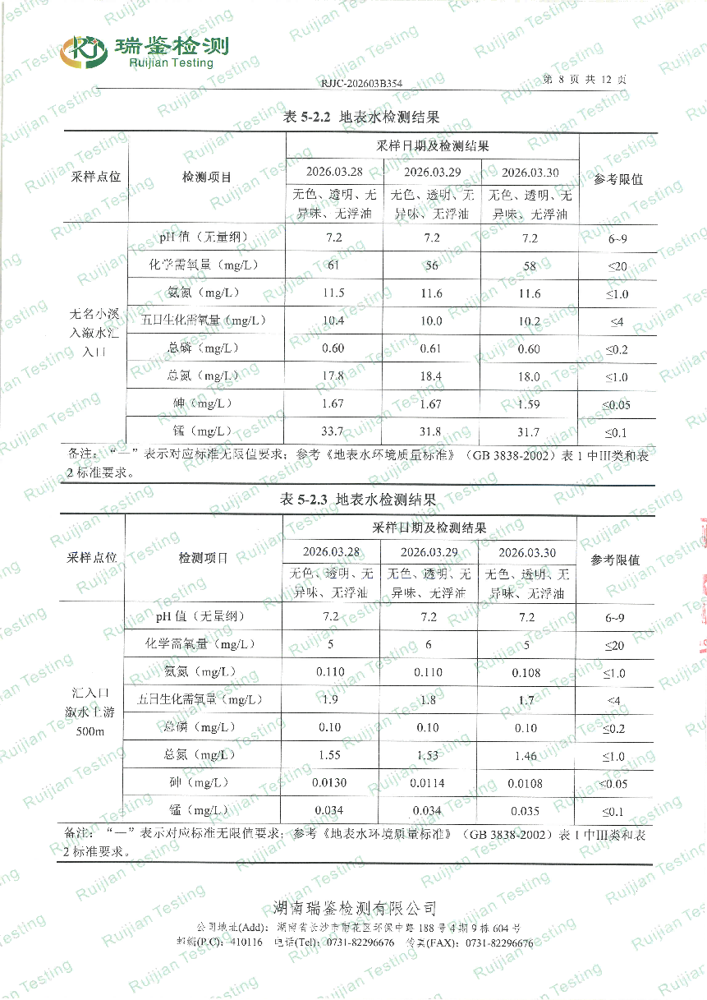 瑞鉴检测
Ruijian Testing
RJJC-202603B354
第 8 页 共 12 页
表 5-2.2 地表水检测结果
采样点位 检测项目 采样日期及检测结果 参考限值
2026.03.28 2026.03.29 2026.03.30
无色、透明、无异味、无浮油 无色、透明、无异味、无浮油 无色、透明、无异味、无浮油
无名小溪入溆水汇入口
pH 值（无量纲） 7.2 7.2 7.2 6~9
化学需氧量（mg/L） 61 56 58 ≤20
氨氮（mg/L） 11.5 11.6 11.6 ≤1.0
五日生化需氧量（mg/L） 10.4 10.0 10.2 ≤4
总磷（mg/L） 0.60 0.61 0.60 ≤0.2
总氮（mg/L） 17.8 18.4 18.0 ≤1.0
砷（mg/L） 1.67 1.67 1.59 ≤0.05
锰（mg/L） 33.7 31.8 31.7 ≤0.1
备注：“—”表示对应标准无限值要求；参考《地表水环境质量标准》（GB 3838-2002）表 1 中Ⅲ类和表
2 标准要求。
表 5-2.3 地表水检测结果
采样点位 检测项目 采样日期及检测结果 参考限值
2026.03.28 2026.03.29 2026.03.30
无色、透明、无异味、无浮油 无色、透明、无异味、无浮油 无色、透明、无异味、无浮油
汇入口溆水上游500m
pH 值（无量纲） 7.2 7.2 7.2 6~9
化学需氧量（mg/L） 5 6 5 ≤20
氨氮（mg/L） 0.110 0.110 0.108 ≤1.0
五日生化需氧量（mg/L） 1.9 1.8 1.7 ≤4
总磷（mg/L） 0.10 0.10 0.10 ≤0.2
总氮（mg/L） 1.55 1.53 1.46 ≤1.0
砷（mg/L） 0.0130 0.0114 0.0108 ≤0.05
锰（mg/L） 0.034 0.034 0.035 ≤0.1
备注：“—”表示对应标准无限值要求；参考《地表水环境质量标准》（GB 3838-2002）表 1 中Ⅲ类和表
2 标准要求。
湖南瑞鉴检测有限公司
公司地址(Add): 湖南省长沙市雨花区环保中路 188 号 4 期 9 栋 604 号
邮编(P.C): 410116 电话(Tel): 0731-82296676 传真(FAX): 0731-82296676